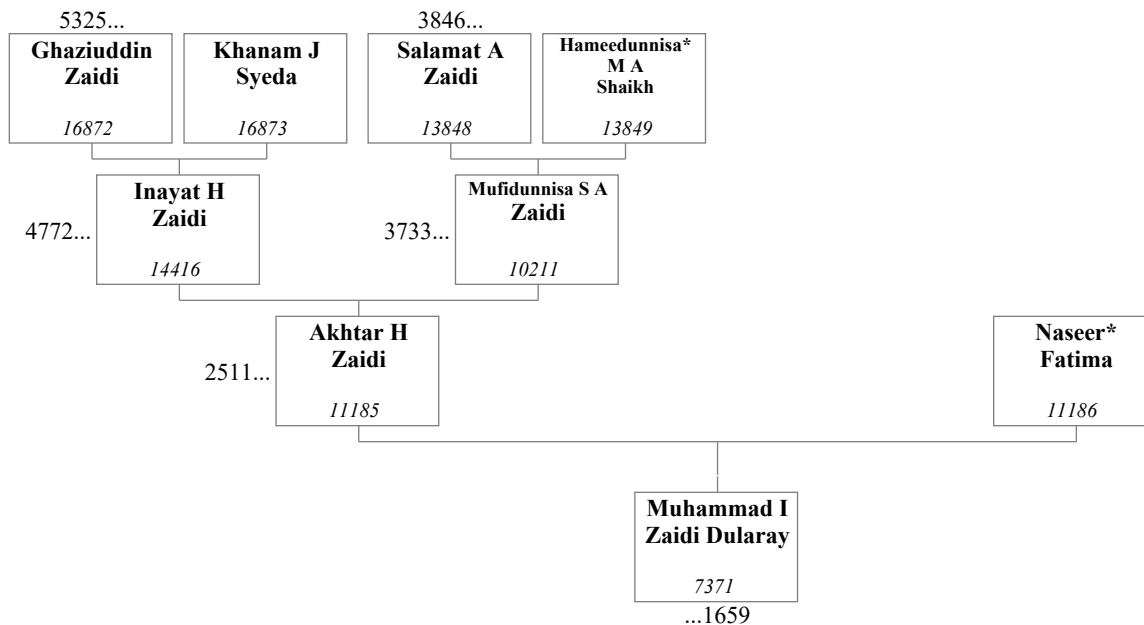 5325...
3846...
Ghaziuddin
Zaidi
16872
Khanam J
Syeda
16873
Salamat A
Zaidi
13848
Hameedunnisa*
M A
Shaikh
13849
Inayat H
Zaidi
14416
4772...
Mufidunnisa S A
Zaidi
10211
3733...
Akhtar H
Zaidi
11185
2511...
Naseer*
Fatima
11186
Muhammad I
Zaidi Dularay
7371
...1659